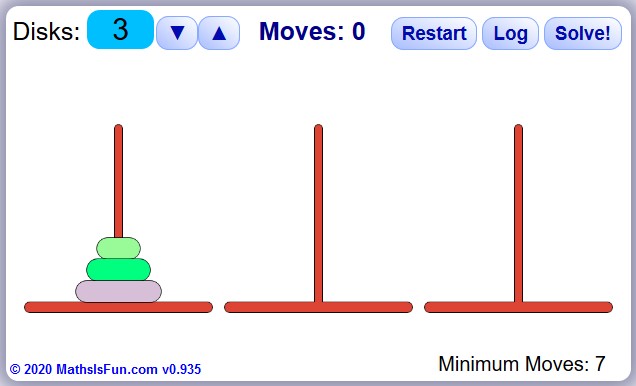 Disks: 3 ▼ ▲ Moves: 0 Restart Log Solve!
Minimum Moves: 7
© 2020 MathsIsFun.com v0.935